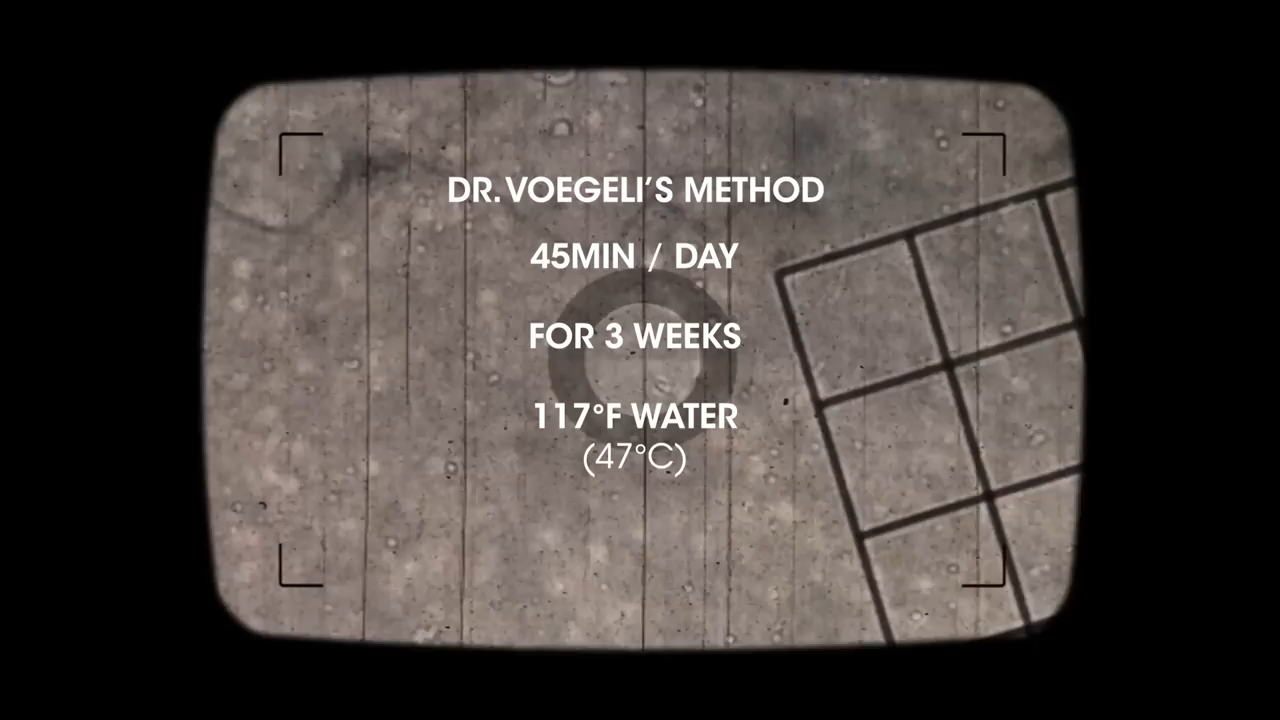 DR. VOEGELI'S METHOD
45MIN / DAY
FOR 3 WEEKS
117°F WATER
(47°C)